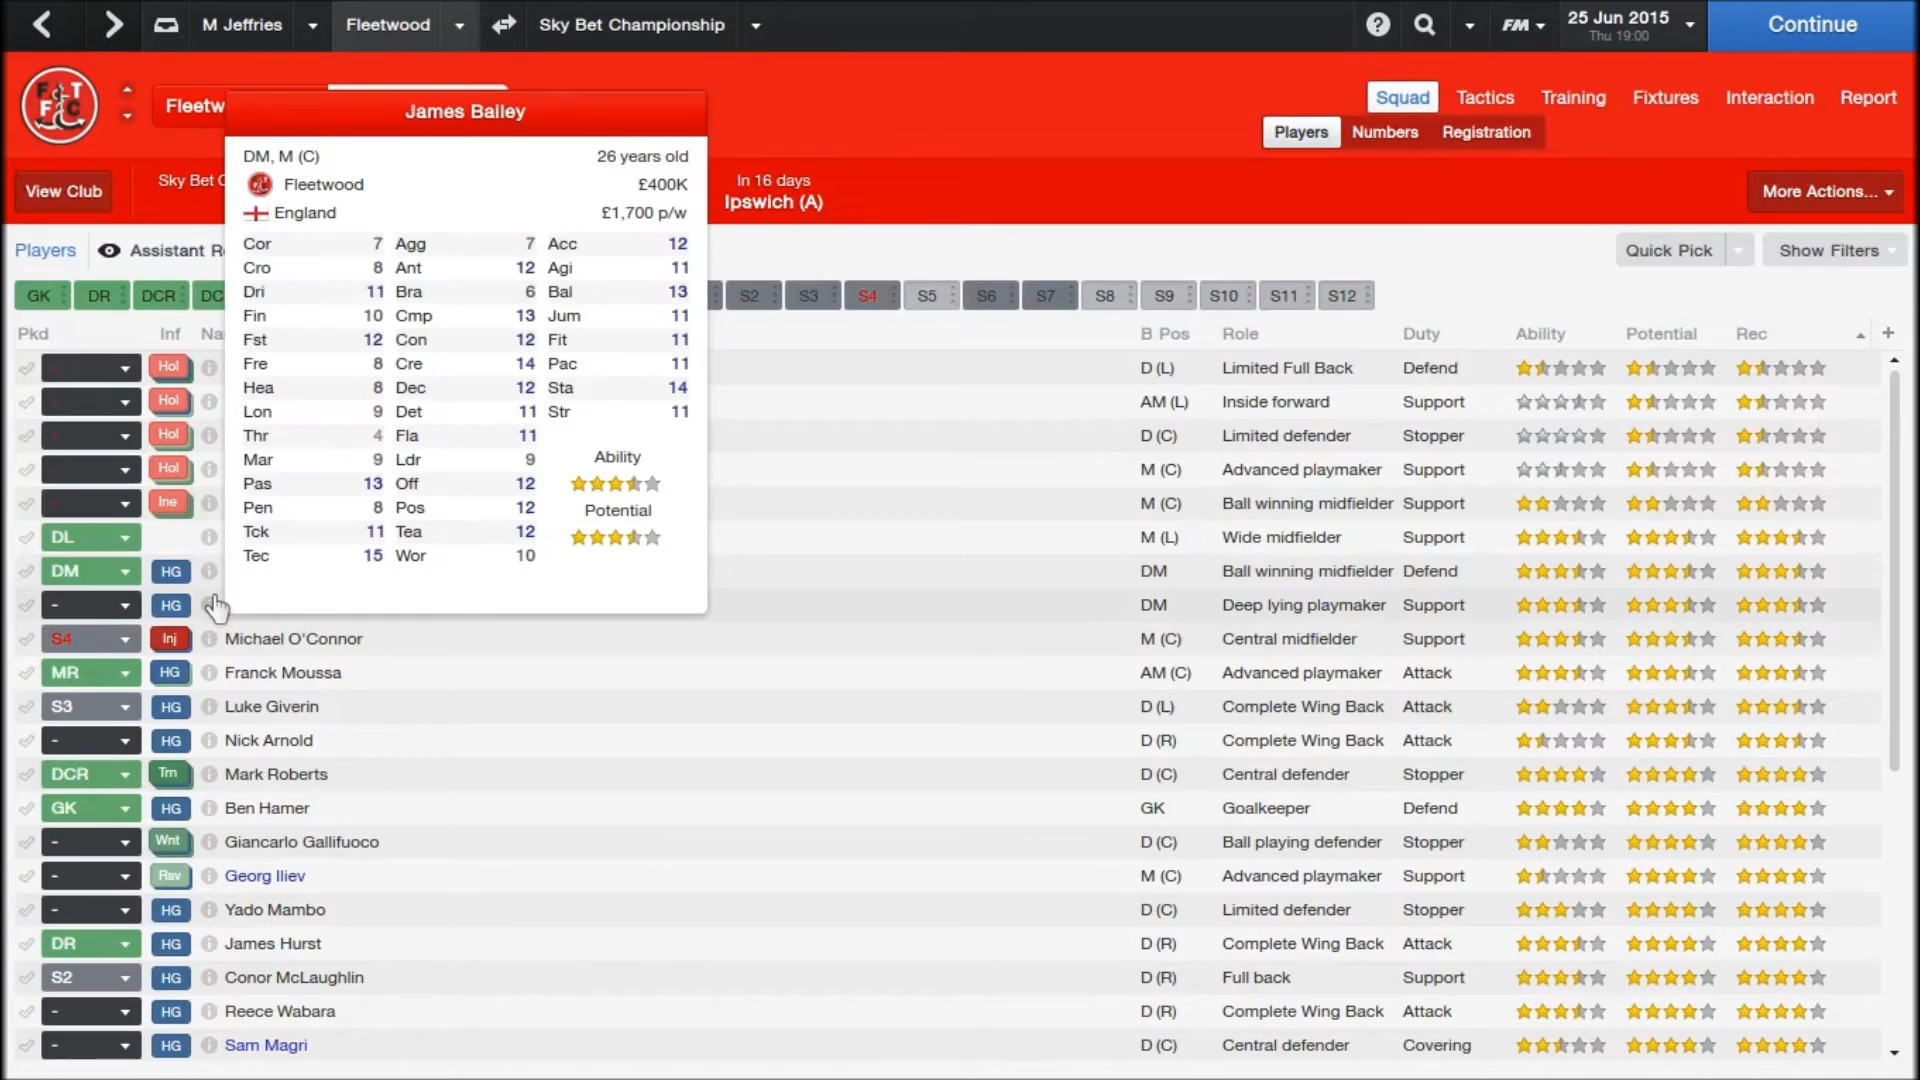 M Jeffries Fleetwood Sky Bet Championship FM 25 Jun 2015 Continue
Thu 19:00
Squad Tactics Training Fixtures Interaction Report
Fleetw
Players Numbers Registration
View Club
Sky Bet C
In 16 days
Ipswich (A)
More Actions...
James Bailey
DM, M (C) 26 years old
Fleetwood £400K
England £1,700 p/w
Cor 7 Agg 7 Acc 12
Cro 8 Ant 12 Agi 11
Dri 11 Bra 6 Bal 13
Fin 10 Cmp 13 Jum 11
Fst 12 Con 12 Fit 11
Fre 8 Cre 14 Pac 11
Hea 8 Dec 12 Sta 14
Lon 9 Det 11 Str 11
Thr 4 Fla 11
Mar 9 Ldr 9
Ability
Pas 13 Off 12
Pen 8 Pos 12
Potential
Tck 11 Tea 12
Tec 15 Wor 10
Players Assistant R Quick Pick Show Filters
GK DR DCR DC S2 S3 S4 S5 S6 S7 S8 S9 S10 S11 S12
Pkd Inf Na B Pos Role Duty Ability Potential Rec +
Hol D (L) Limited Full Back Defend
Hol AM (L) Inside forward Support
Hol D (C) Limited defender Stopper
Hol M (C) Advanced playmaker Support
Ine M (C) Ball winning midfielder Support
DL M (L) Wide midfielder Support
DM HG DM Ball winning midfielder Defend
- HG DM Deep lying playmaker Support
S4 Inj Michael O'Connor M (C) Central midfielder Support
MR HG Franck Moussa AM (C) Advanced playmaker Attack
S3 HG Luke Giverin D (L) Complete Wing Back Attack
- HG Nick Arnold D (R) Complete Wing Back Attack
DCR Trn Mark Roberts D (C) Central defender Stopper
GK HG Ben Hamer GK Goalkeeper Defend
- Wnt Giancarlo Gallifuoco D (C) Ball playing defender Stopper
- Rsv Georg Iliev M (C) Advanced playmaker Support
- HG Yado Mambo D (C) Limited defender Stopper
DR HG James Hurst D (R) Complete Wing Back Attack
S2 HG Conor McLaughlin D (R) Full back Support
- HG Reece Wabara D (R) Complete Wing Back Attack
- HG Sam Magri D (C) Central defender Covering